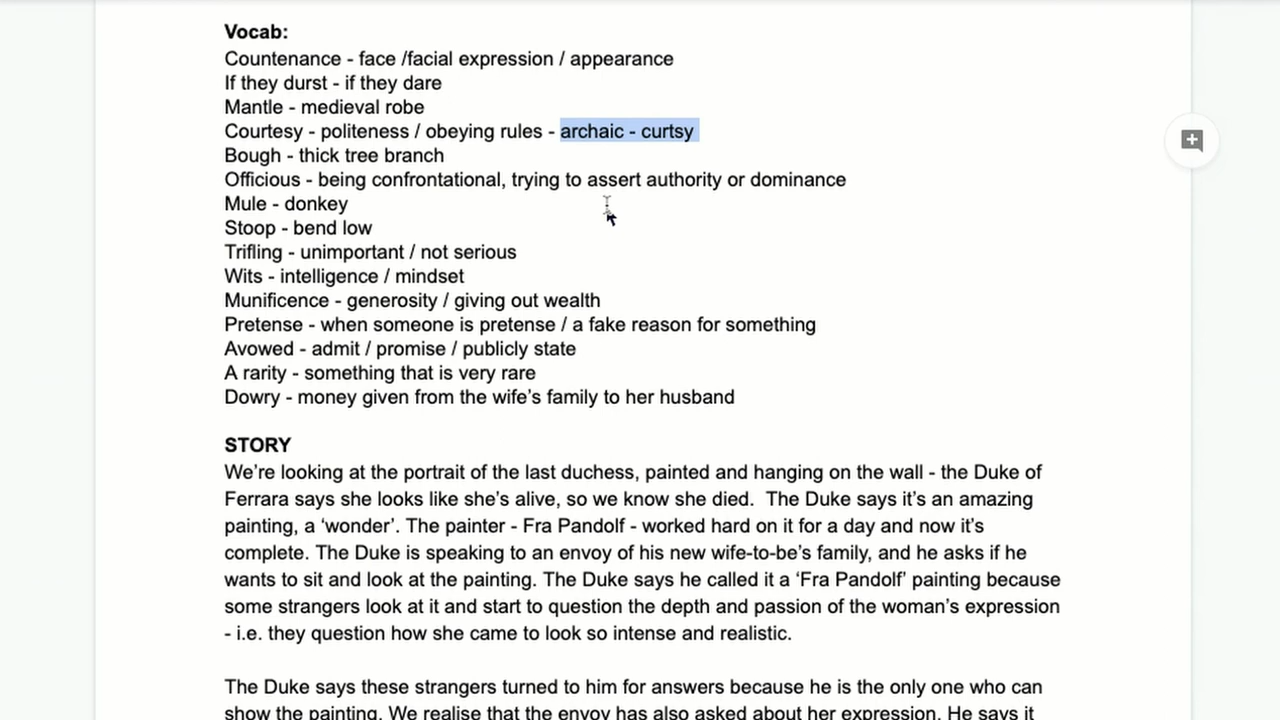 Vocab:
Countenance - face /facial expression / appearance
If they durst - if they dare
Mantle - medieval robe
Courtesy - politeness / obeying rules - archaic - curtsy
Bough - thick tree branch
Officious - being confrontational, trying to assert authority or dominance
Mule - donkey
Stoop - bend low
Trifling - unimportant / not serious
Wits - intelligence / mindset
Munificence - generosity / giving out wealth
Pretense - when someone is pretense / a fake reason for something
Avowed - admit / promise / publicly state
A rarity - something that is very rare
Dowry - money given from the wife’s family to her husband
STORY
We’re looking at the portrait of the last duchess, painted and hanging on the wall - the Duke of
Ferrara says she looks like she’s alive, so we know she died.  The Duke says it’s an amazing
painting, a ‘wonder’. The painter - Fra Pandolf - worked hard on it for a day and now it’s
complete. The Duke is speaking to an envoy of his new wife-to-be’s family, and he asks if he
wants to sit and look at the painting. The Duke says he called it a ‘Fra Pandolf’ painting because
some strangers look at it and start to question the depth and passion of the woman’s expression
- i.e. they question how she came to look so intense and realistic.
The Duke says these strangers turned to him for answers because he is the only one who can
show the painting. We realise that the envoy has also asked about her expression. He says it